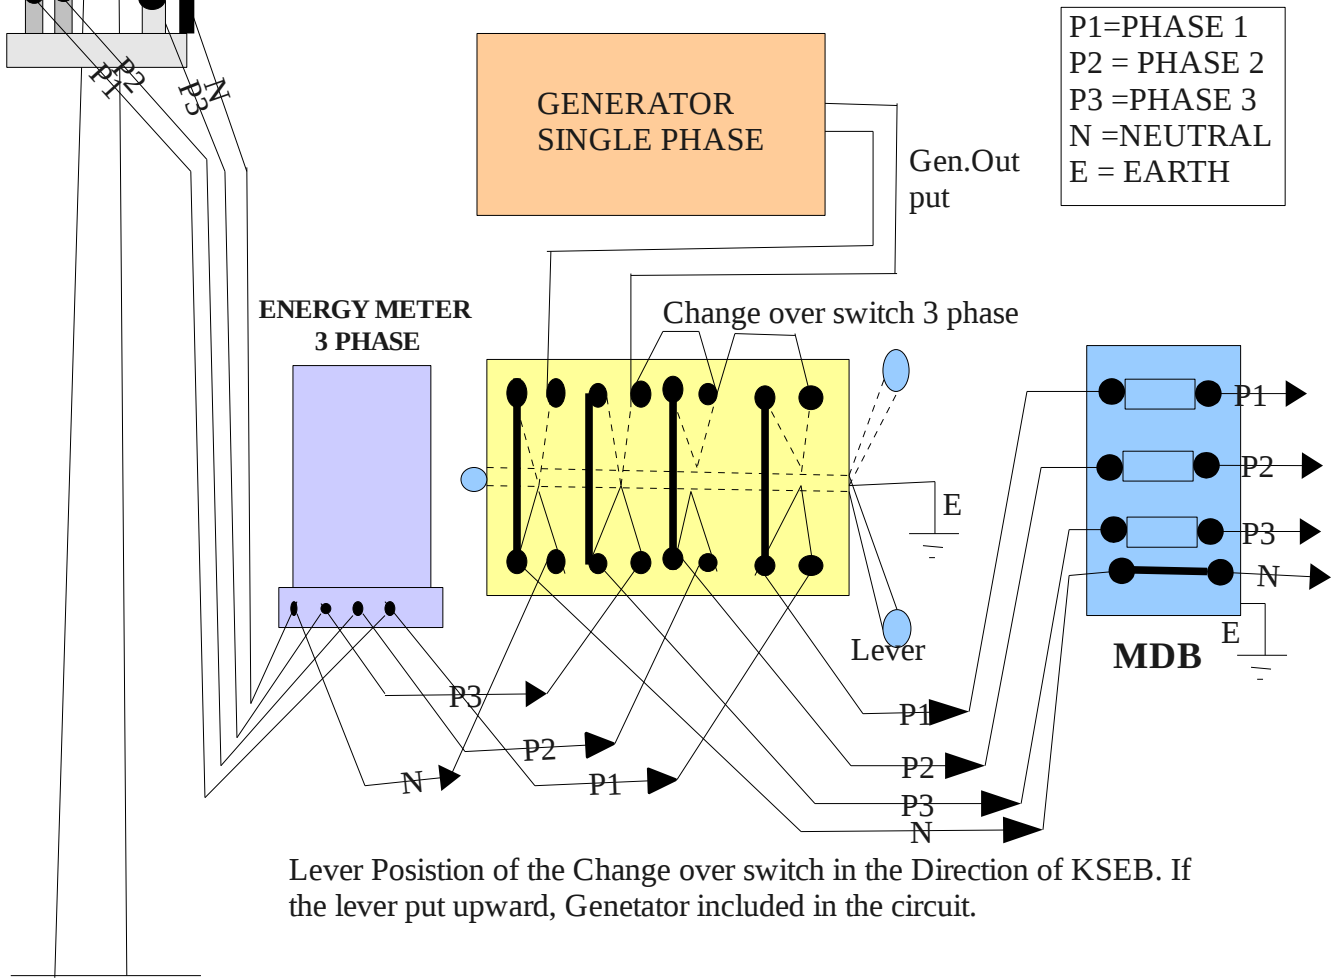 P1
P2
P3
N
GENERATOR
SINGLE PHASE
Gen.Out
put
P1=PHASE 1
P2 = PHASE 2
P3 =PHASE 3
N =NEUTRAL
E = EARTH
ENERGY METER
3 PHASE
Change over switch 3 phase
E
Lever
P1
P2
P3
N
E
MDB
P3
P2
N
P1
P1
P2
P3
N
Lever Posistion of the Change over switch in the Direction of KSEB. If
the lever put upward, Genetator included in the circuit.